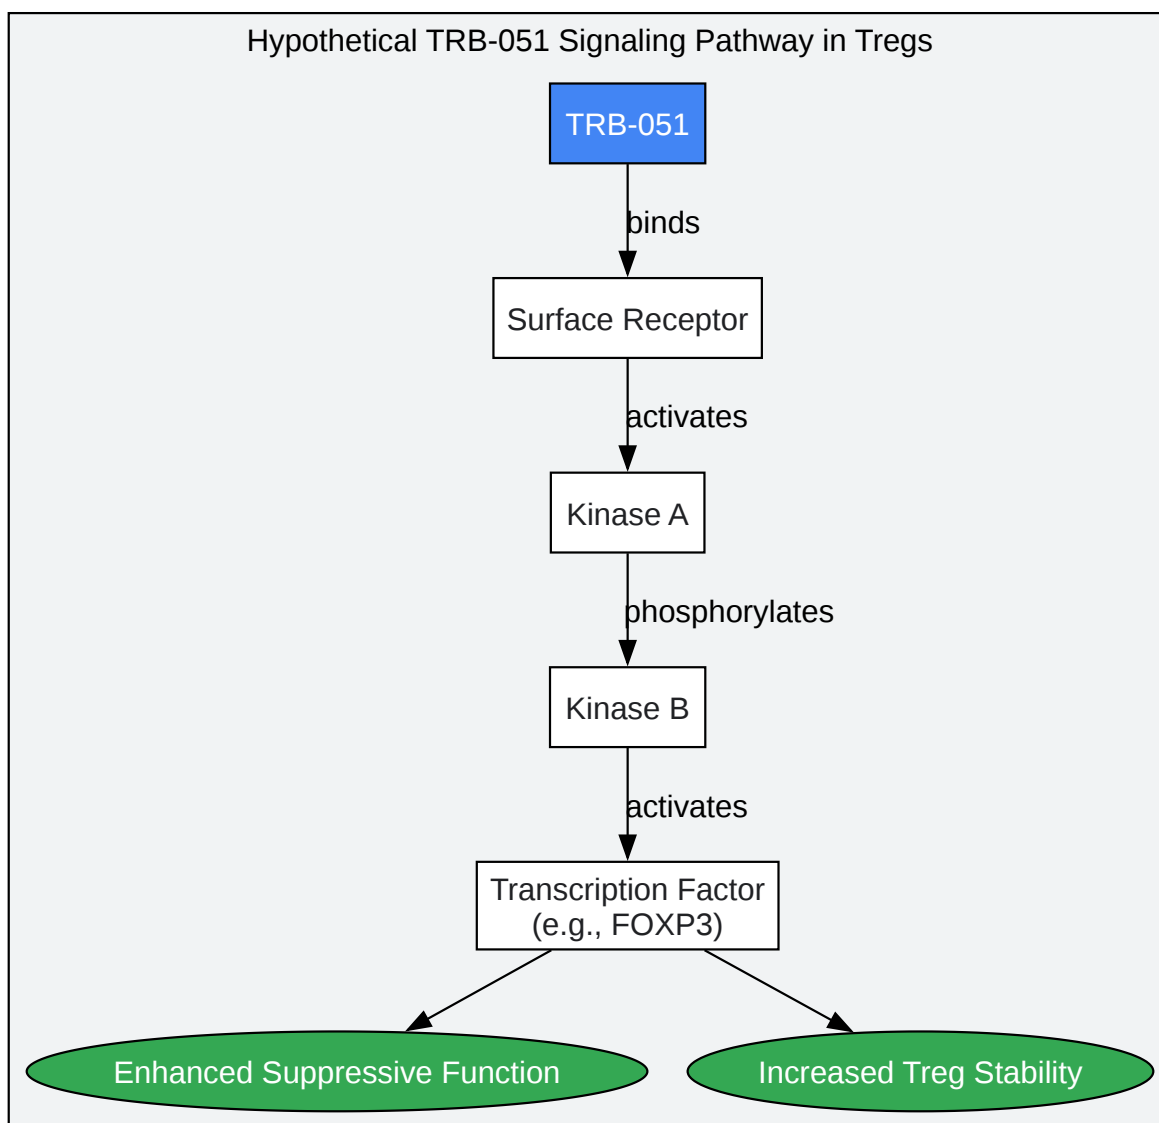 Hypothetical TRB-051 Signaling Pathway in Tregs
TRB-051
binds
Surface Receptor
activates
Kinase A
phosphorylates
Kinase B
activates
Transcription Factor
(e.g., FOXP3)
Enhanced Suppressive Function
Increased Treg Stability